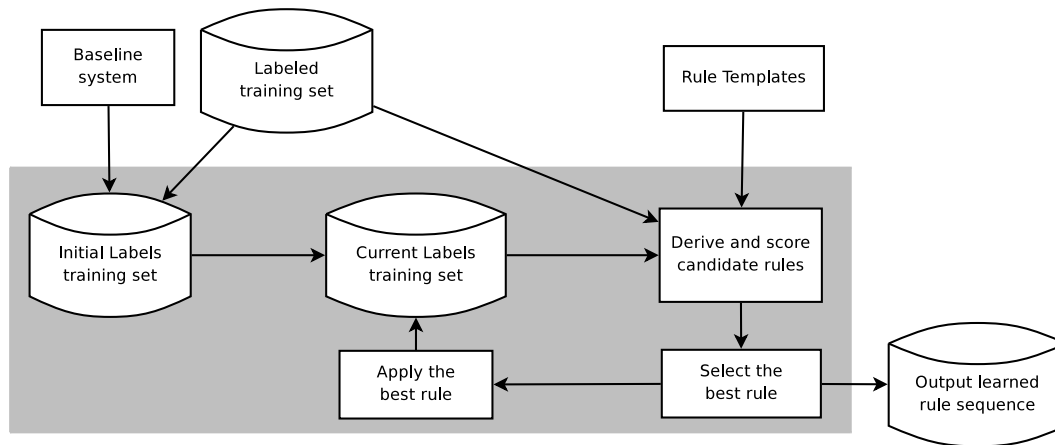 Baseline
system
Labeled
training set
Rule Templates
Initial Labels
training set
Current Labels
training set
Derive and score
candidate rules
Apply the
best rule
Select the
best rule
Output learned
rule sequence